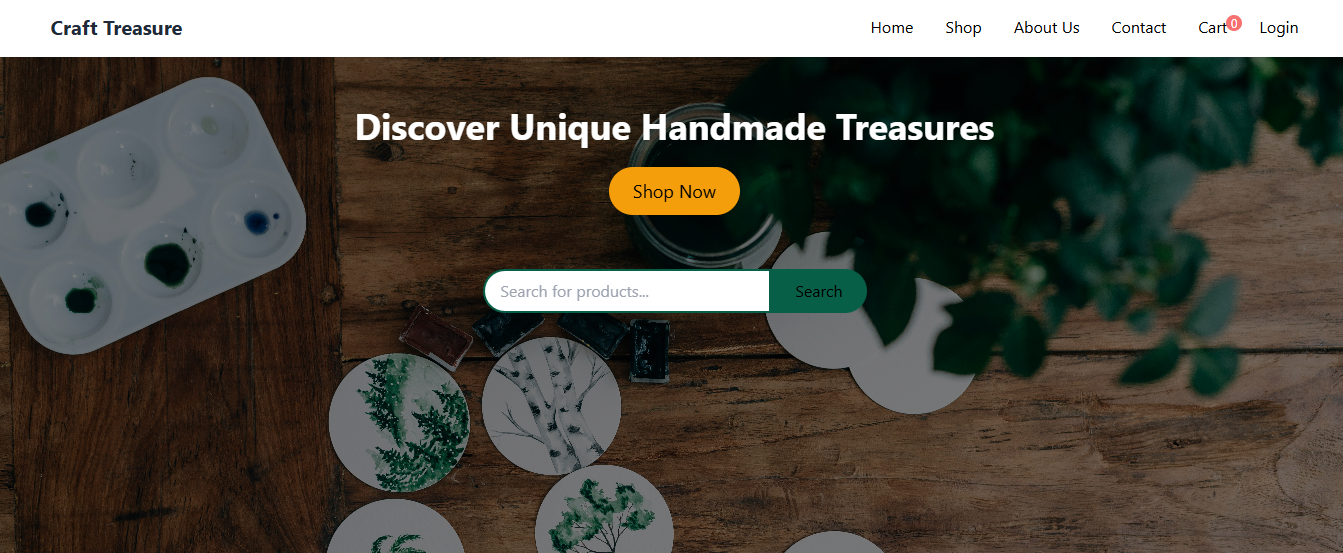 Craft Treasure
Home Shop About Us Contact Cart 0 Login
Discover Unique Handmade Treasures
Shop Now
Search for products... Search